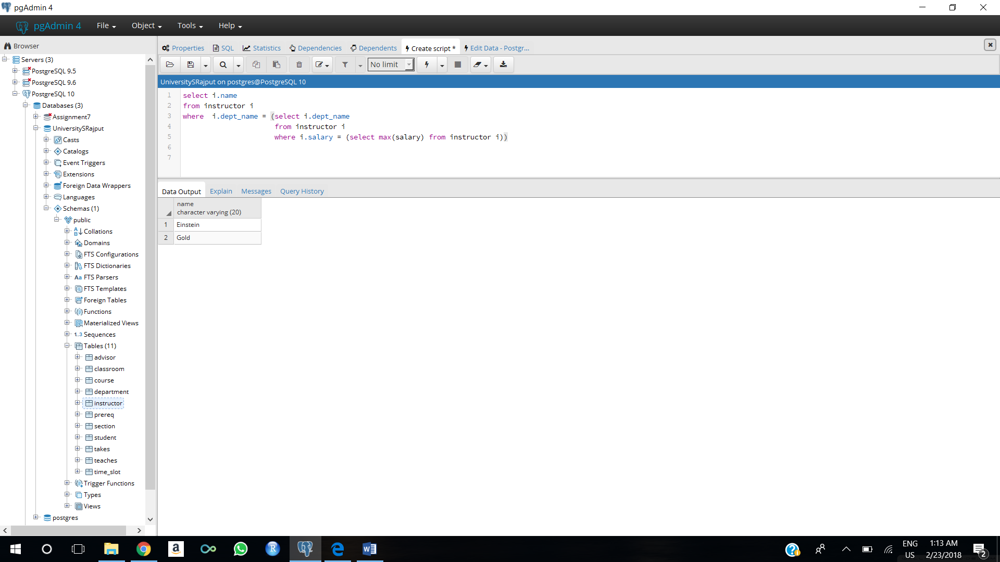 pgAdmin 4
pgAdmin 4 File Object Tools Help
Browser
Servers (3)
PostgreSQL 9.5
PostgreSQL 9.6
PostgreSQL 10
Databases (3)
Assignment7
UniversitySRajput
Casts
Catalogs
Event Triggers
Extensions
Foreign Data Wrappers
Languages
Schemas (1)
public
Collations
Domains
FTS Configurations
FTS Dictionaries
Aa FTS Parsers
FTS Templates
Foreign Tables
Functions
Materialized Views
1..3 Sequences
Tables (11)
advisor
classroom
course
department
instructor
prereq
section
student
takes
teaches
time_slot
Trigger Functions
Types
Views
postgres
Properties SQL Statistics Dependencies Dependents Create script * Edit Data - Postgr...
No limit
UniversitySRajput on postgres@PostgreSQL 10
1 select i.name
2 from instructor i
3 where  i.dept_name = (select i.dept_name
4 from instructor i
5 where i.salary = (select max(salary) from instructor i))
6
7
Data Output Explain Messages Query History
name
character varying (20)
1 Einstein
2 Gold
ENG 1:13 AM
US 2/23/2018 2